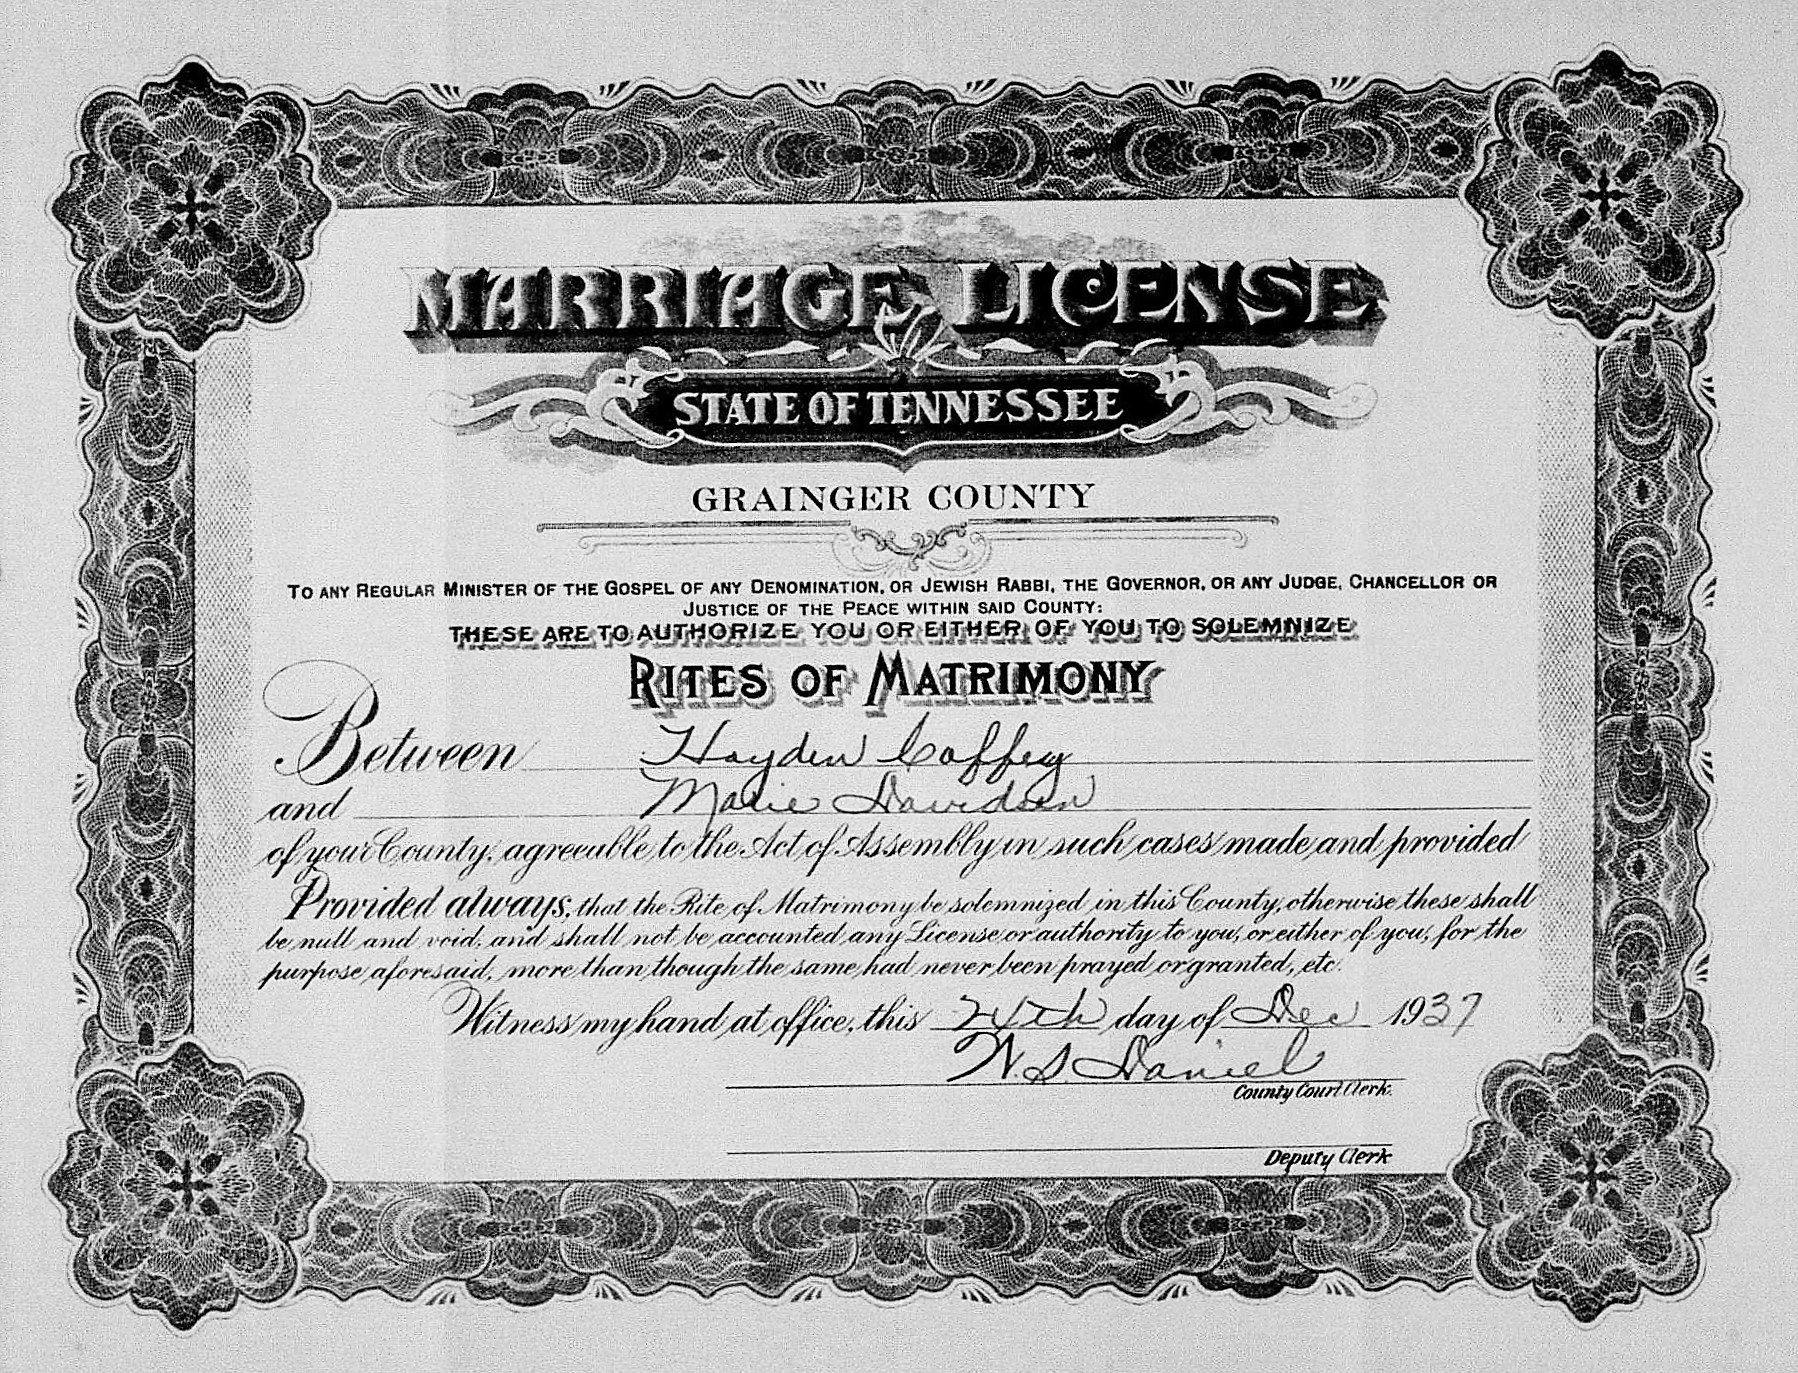 MARRIAGE LICENSE
STATE OF TENNESSEE
GRAINGER COUNTY
TO ANY REGULAR MINISTER OF THE GOSPEL OF ANY DENOMINATION, OR JEWISH RABBI, THE GOVERNOR, OR ANY JUDGE, CHANCELLOR OR
JUSTICE OF THE PEACE WITHIN SAID COUNTY:
THESE ARE TO AUTHORIZE YOU OR EITHER OF YOU TO SOLEMNIZE
RITES OF MATRIMONY
Between Hayden Coffey
and Marie Davidson
of your County, agreeable to the Act of Assembly in such cases made and provided
Provided always, that the Rite of Matrimony be solemnized in this County, otherwise these shall
be null and void, and shall not be accounted any License or authority to you, or either of you, for the
purpose aforesaid, more than though the same had never been prayed or granted, etc.
Witness my hand at office, this 24th day of Dec 1937
W. S. Daniel
County Court Clerk.
Deputy Clerk